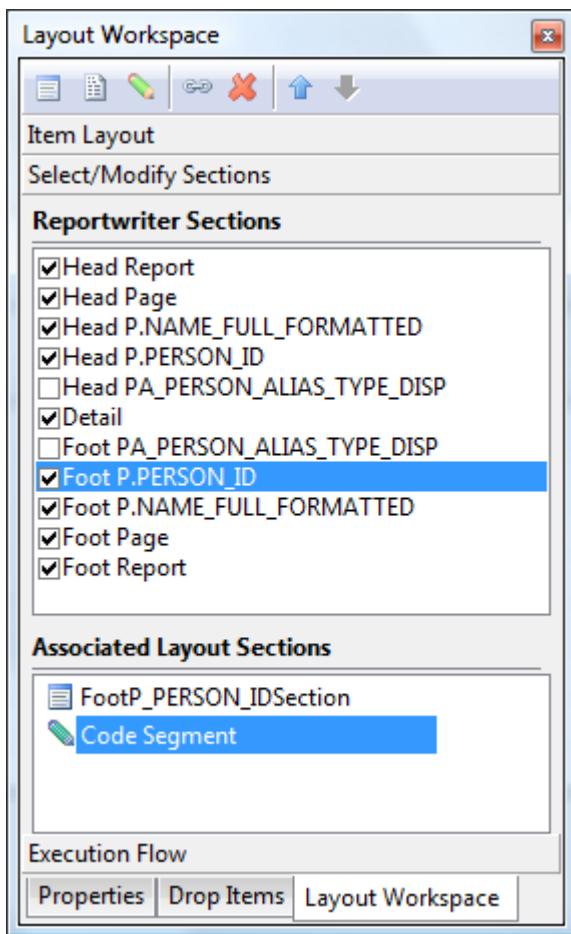 Layout Workspace
Item Layout
Select/Modify Sections
Reportwriter Sections
Head Report
Head Page
Head P.NAME_FULL_FORMATTED
Head P.PERSON_ID
Head PA_PERSON_ALIAS_TYPE_DISP
Detail
Foot PA_PERSON_ALIAS_TYPE_DISP
Foot P.PERSON_ID
Foot P.NAME_FULL_FORMATTED
Foot Page
Foot Report
Associated Layout Sections
FootP_PERSON_IDSection
Code Segment
Execution Flow
Properties Drop Items Layout Workspace